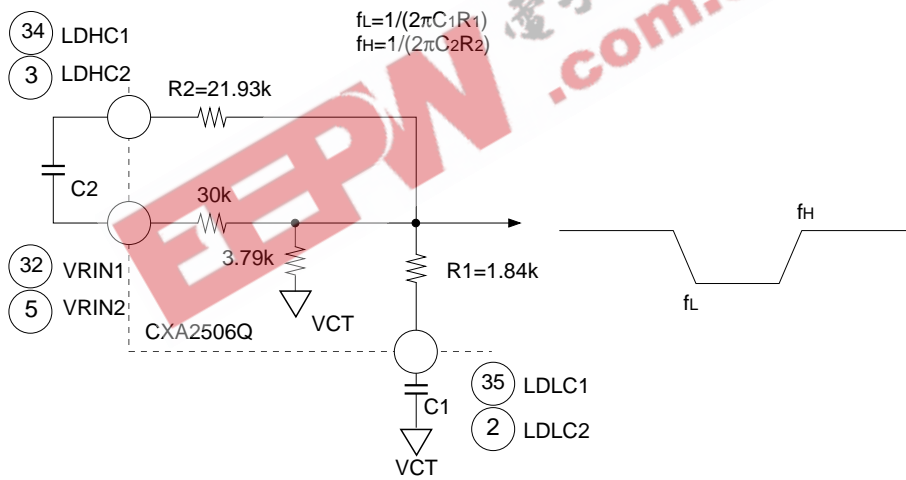 34 LDHC1
3 LDHC2
fL=1/(2πC1R1)
fH=1/(2πC2R2)
R2=21.93k
C2
30k
3.79k
R1=1.84k
32 VRIN1
5 VRIN2
VCT
CXA2506Q
C1
35 LDLC1
2 LDLC2
VCT
fH
fL
EEPW
.com.c